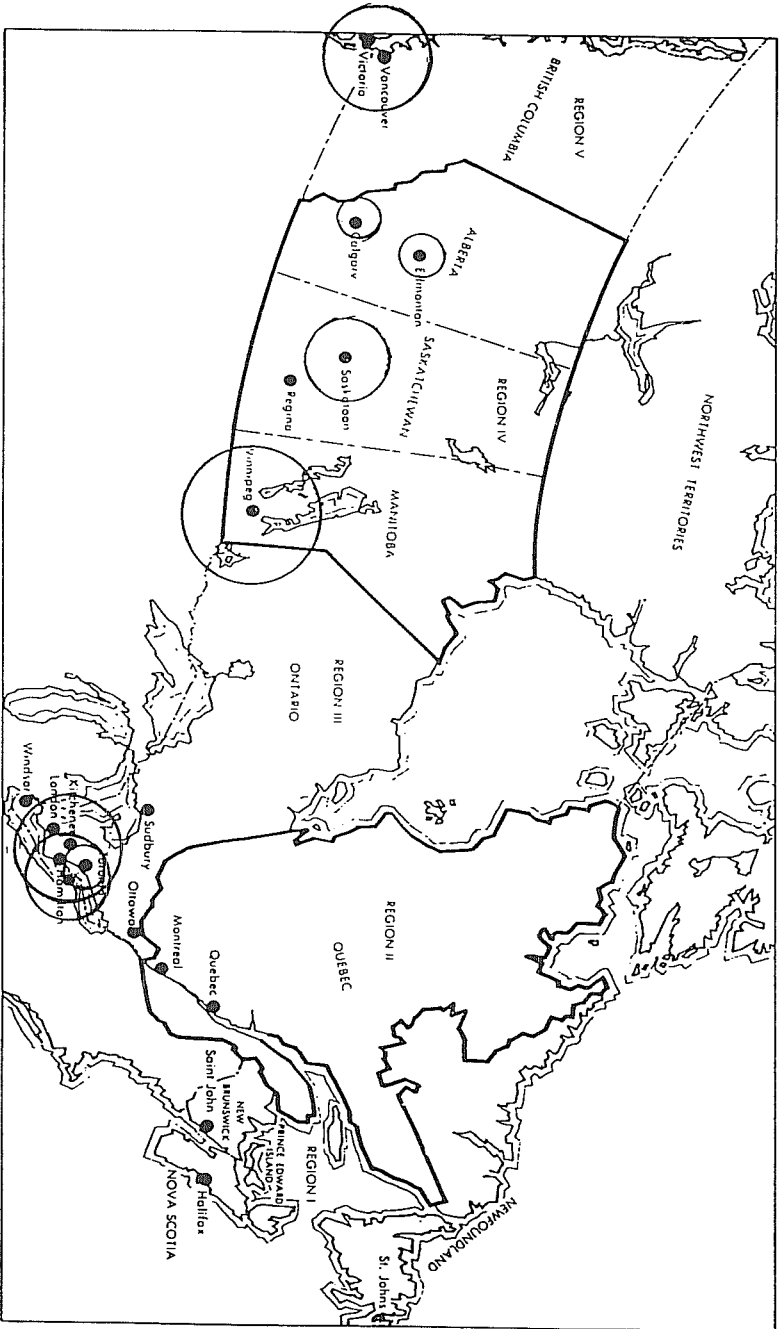 NORTHWEST TERRITORIES
REGION V
BRITISH COLUMBIA
Vancouver
Victoria
ALBERTA
Edmonton
Calgary
REGION IV
SASKATCHEWAN
Saskatoon
Regina
MANITOBA
Winnipeg
REGION III
ONTARIO
Sudbury
Ottawa
Kitchener
London
Windsor
Hamilton
REGION II
QUEBEC
Quebec
Montreal
NEWFOUNDLAND
St. Johns
REGION I
PRINCE EDWARD
ISLAND
NEW
BRUNSWICK
Saint John
Halifax
NOVA SCOTIA